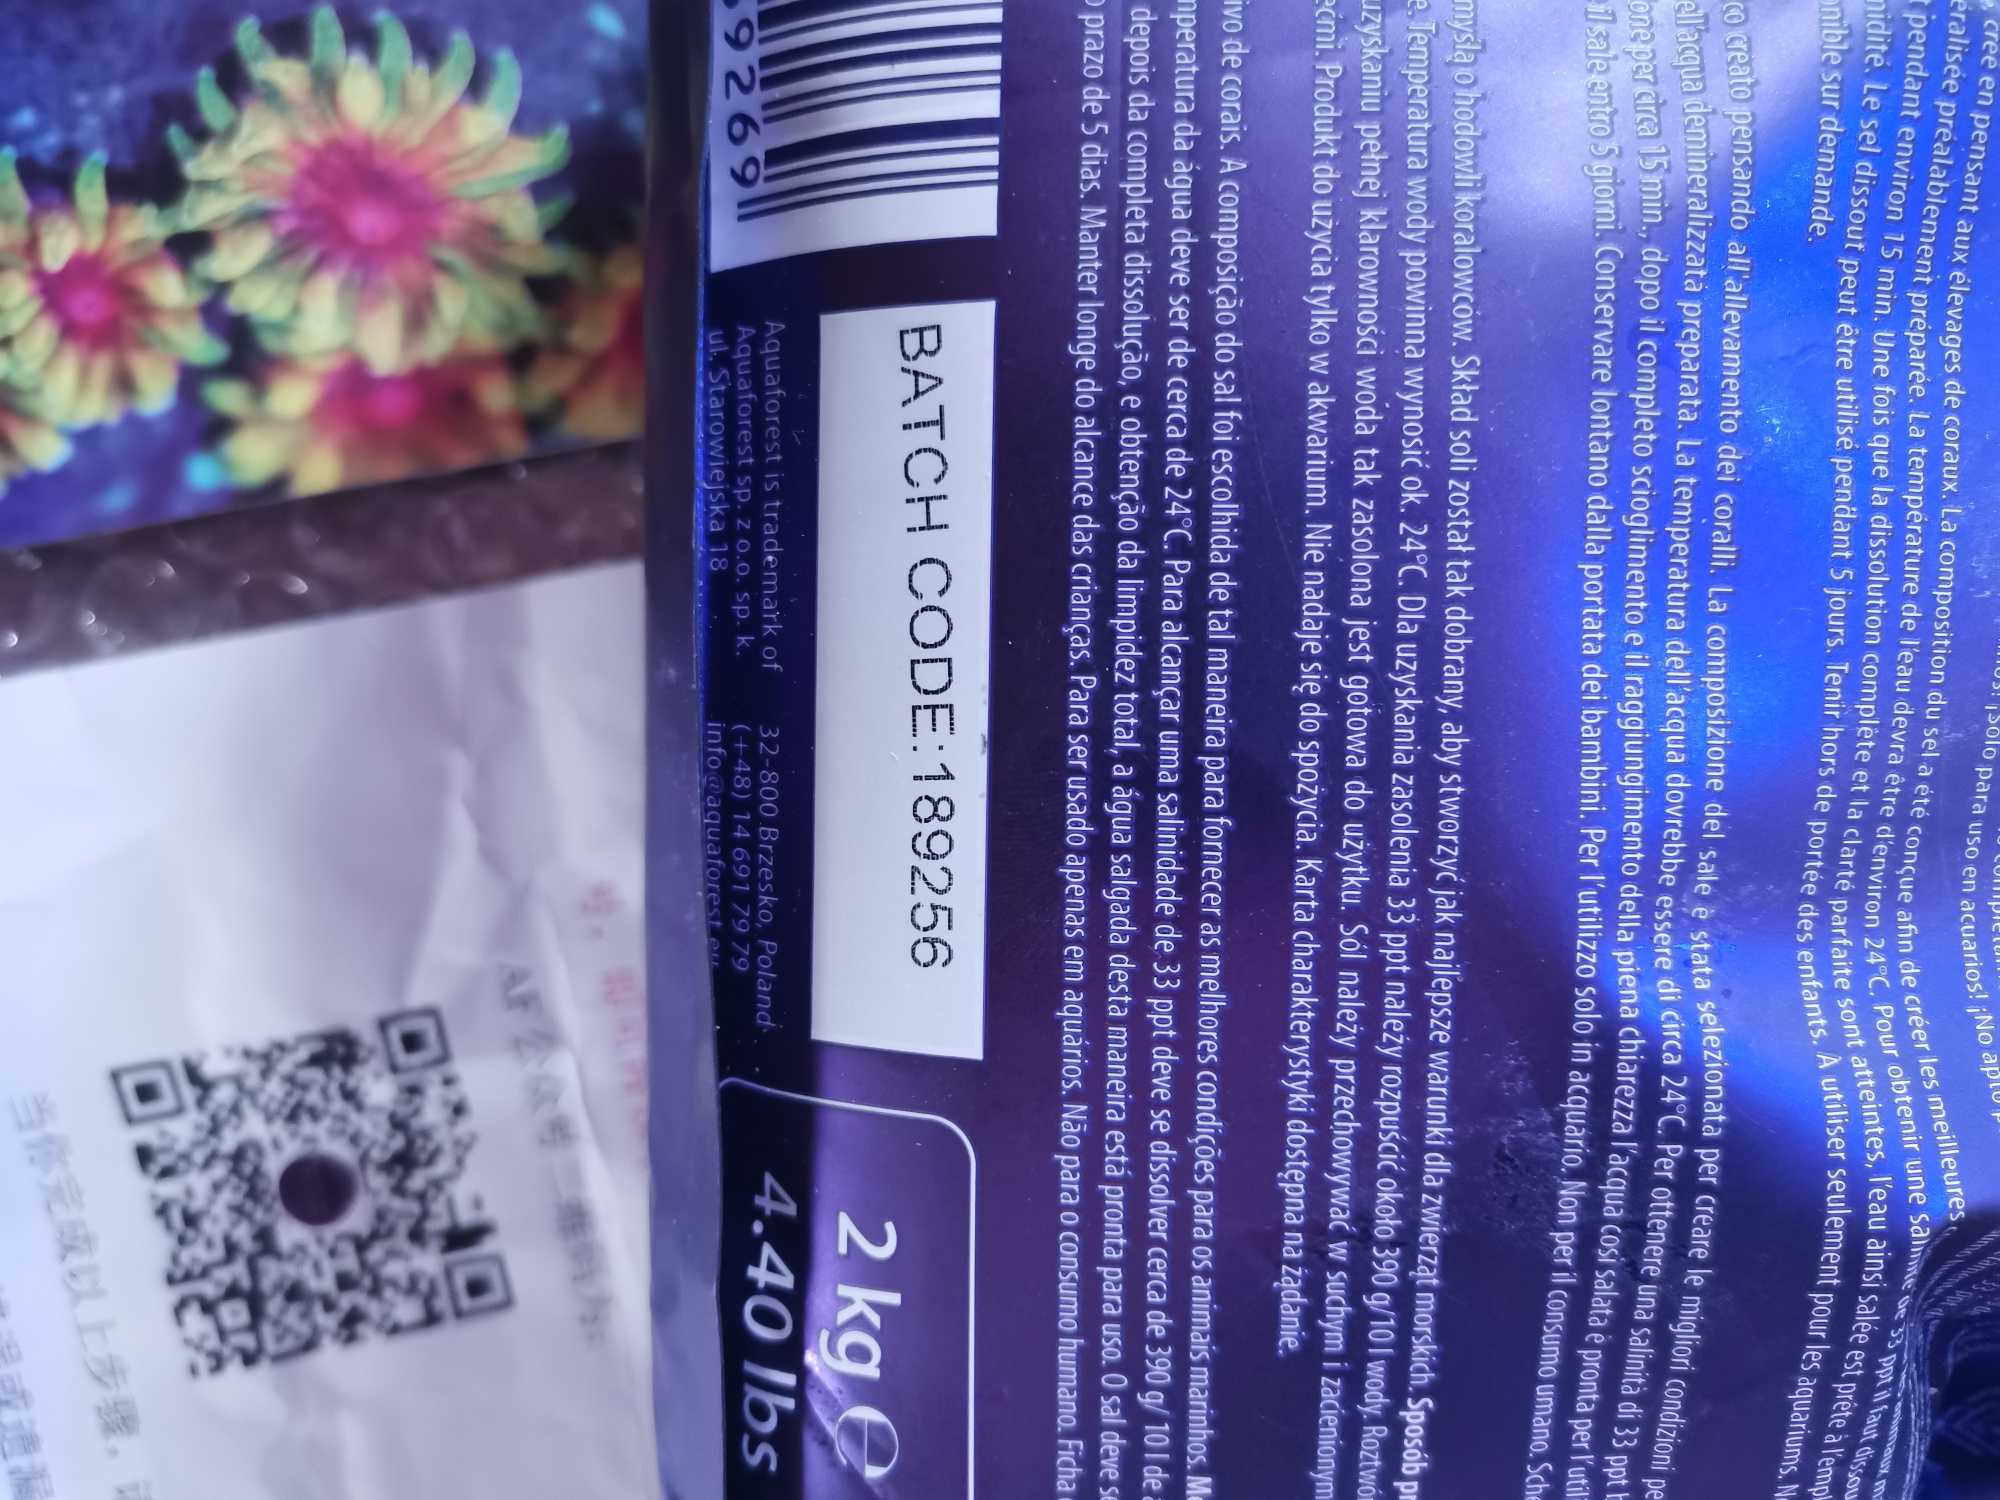 crée en pensant aux élevages de coraux. La composition du sel a été conçue afin de créer les meilleures
préalablement préparée. La température de l'eau devra être d'environ 24°C. Pour obtenir une
pendant environ 15 min. Une fois que la dissolution complète et la clarté parfaite sont atteintes, l'eau ainsi salée est prête à
Le sel dissout peut être utilisé pendant 5 jours. Tenir hors de portée des enfants. À utiliser seulement pour les aquariums.
sur demande.
creato pensando all'allevamento dei coralli. La composizione del sale è stata selezionata per creare le migliori condizioni
demineralizzata preparata. La temperatura dell'acqua dovrebbe essere di circa 24°C. Per ottenere una salinità di 33 ppt
per circa 15 min., dopo il completo scioglimento e il raggiungimento della piena chiarezza l'acqua così salata è pronta per
il sale entro 5 giorni. Conservare lontano dalla portata dei bambini. Per l'utilizzo solo in acquario. Non per il consumo umano.
myślą o hodowli koralowców. Skład soli został tak dobrany, aby stworzyć jak najlepsze warunki dla zwierząt morskich.
Temperatura wody powinna wynosić ok. 24°C. Dla uzyskania zasolenia 33 ppt należy rozpuścić około 390 g/10 l wody.
uzyskaniu pełnej klarowności woda tak zasolona jest gotowa do użytku. Sól należy przechowywać w suchym i zacienionym
Produkt do użycia tylko w akwarium. Nie nadaje się do spożycia. Karta charakterystyki dostępna na żądanie.
de corais. A composição do sal foi escolhida de tal maneira para fornecer as melhores condições para os animais marinhos.
da água deve ser de cerca de 24°C. Para alcançar uma salinidade de 33 ppt deve se dissolver cerca de 390 g/10 l de
depois da completa dissolução, e obtenção da limpidez total, a água salgada desta maneira está pronta para uso. O sal deve
prazo de 5 dias. Manter longe do alcance das crianças. Para ser usado apenas em aquários. Não para o consumo humano. Ficha
9269
BATCH CODE:189256
Aquaforest is trademark of
Aquaforest sp. z o.o. sp. k.
ul. Starowiejska 18
32-800 Brzesko, Poland
(+48) 14 691 79 79
info@aquaforest.eu
2 kg ℮
4.40 lbs
当你完成以上步骤，